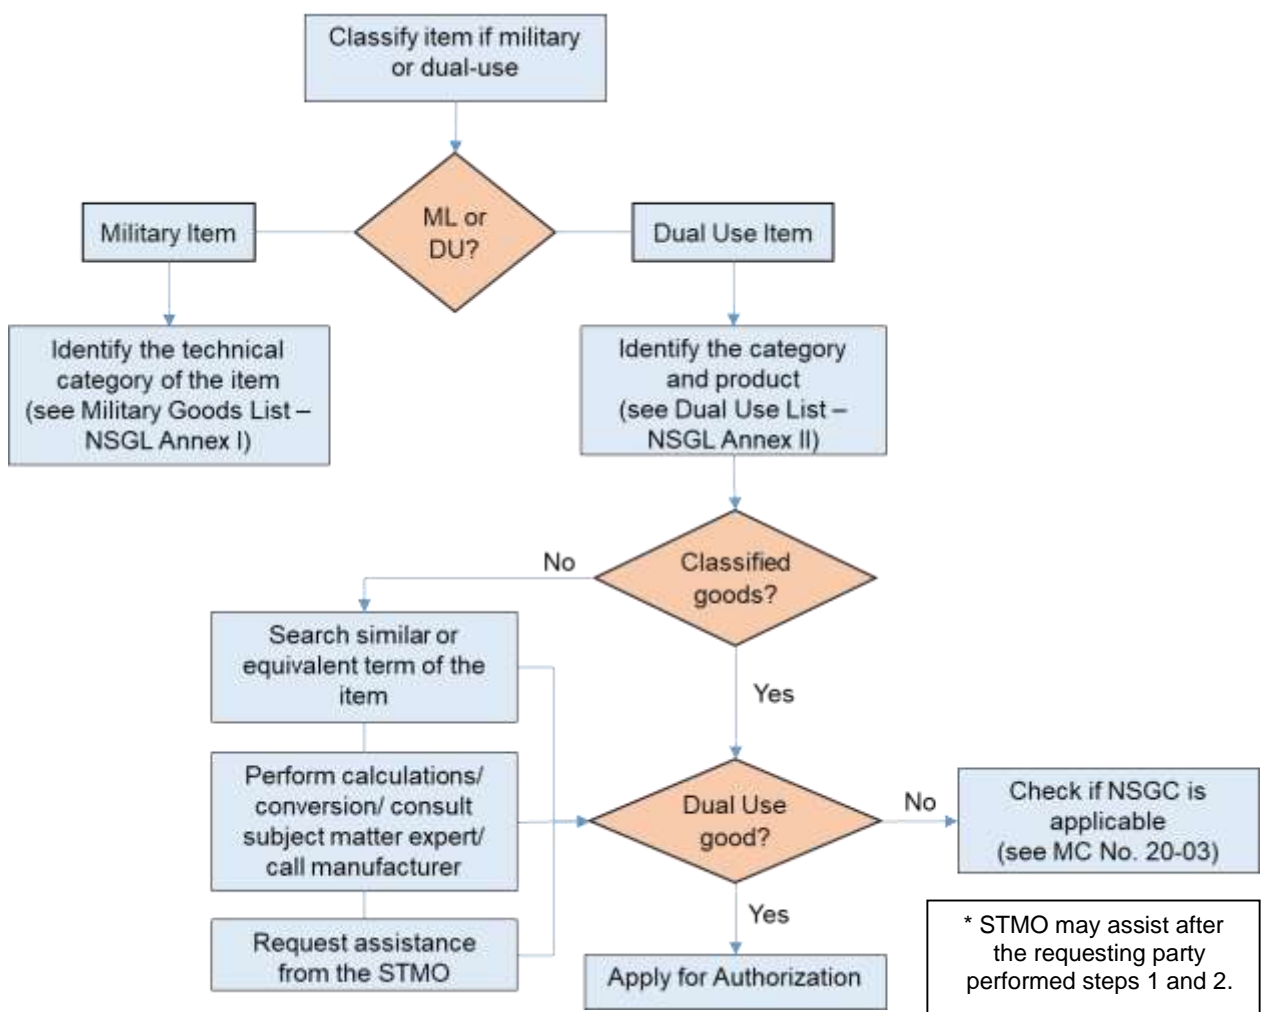 Classify item if military
or dual-use
ML or
DU?
Military Item
Dual Use Item
Identify the technical
category of the item
(see Military Goods List –
NSGL Annex I)
Identify the category
and product
(see Dual Use List –
NSGL Annex II)
Classified
goods?
No
Yes
Search similar or
equivalent term of the
item
Perform calculations/
conversion/ consult
subject matter expert/
call manufacturer
Request assistance
from the STMO
Dual Use
good?
No
Check if NSGC is
applicable
(see MC No. 20-03)
Yes
Apply for Authorization
* STMO may assist after
the requesting party
performed steps 1 and 2.